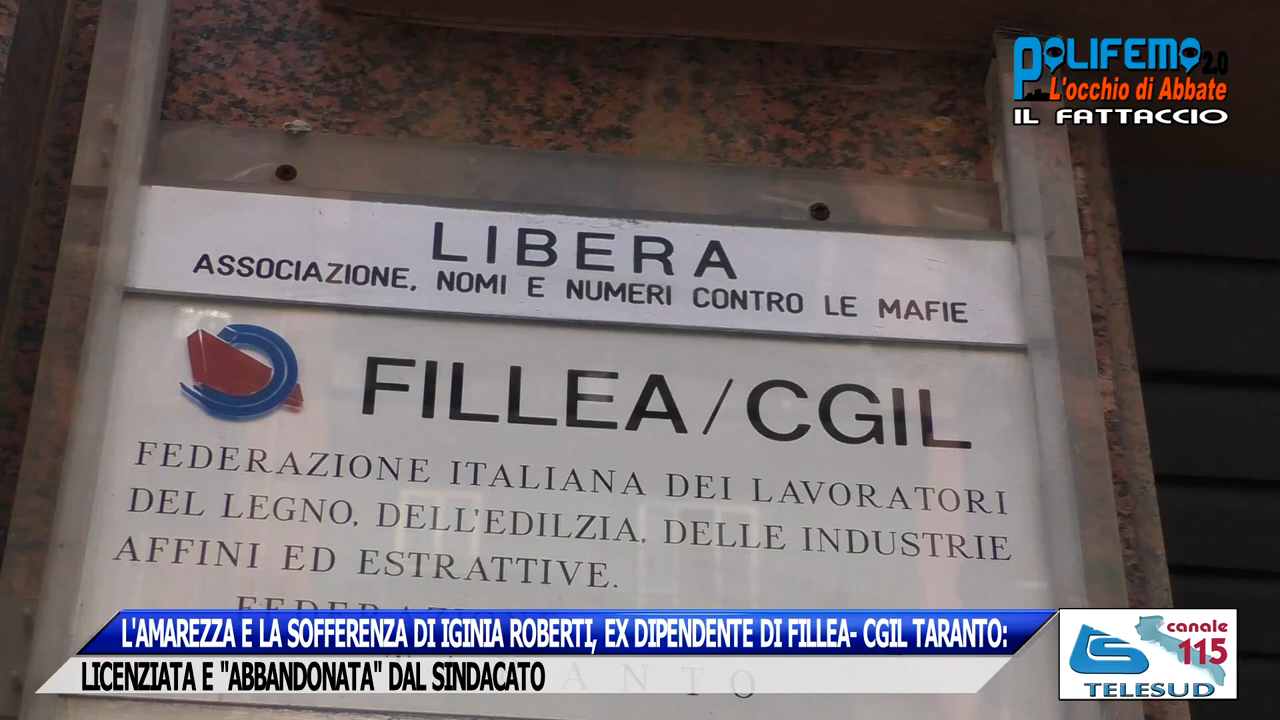 POLIFEMO 2.0
L'occhio di Abbate
IL FATTACCIO
LIBERA
ASSOCIAZIONE, NOMI E NUMERI CONTRO LE MAFIE
FILLEA/CGIL
FEDERAZIONE ITALIANA DEI LAVORATORI
DEL LEGNO, DELL'EDILZIA, DELLE INDUSTRIE
AFFINI ED ESTRATTIVE.
L'AMAREZZA E LA SOFFERENZA DI IGINIA ROBERTI, EX DIPENDENTE DI FILLEA- CGIL TARANTO:
LICENZIATA E "ABBANDONATA" DAL SINDACATO
canale
115
TELESUD